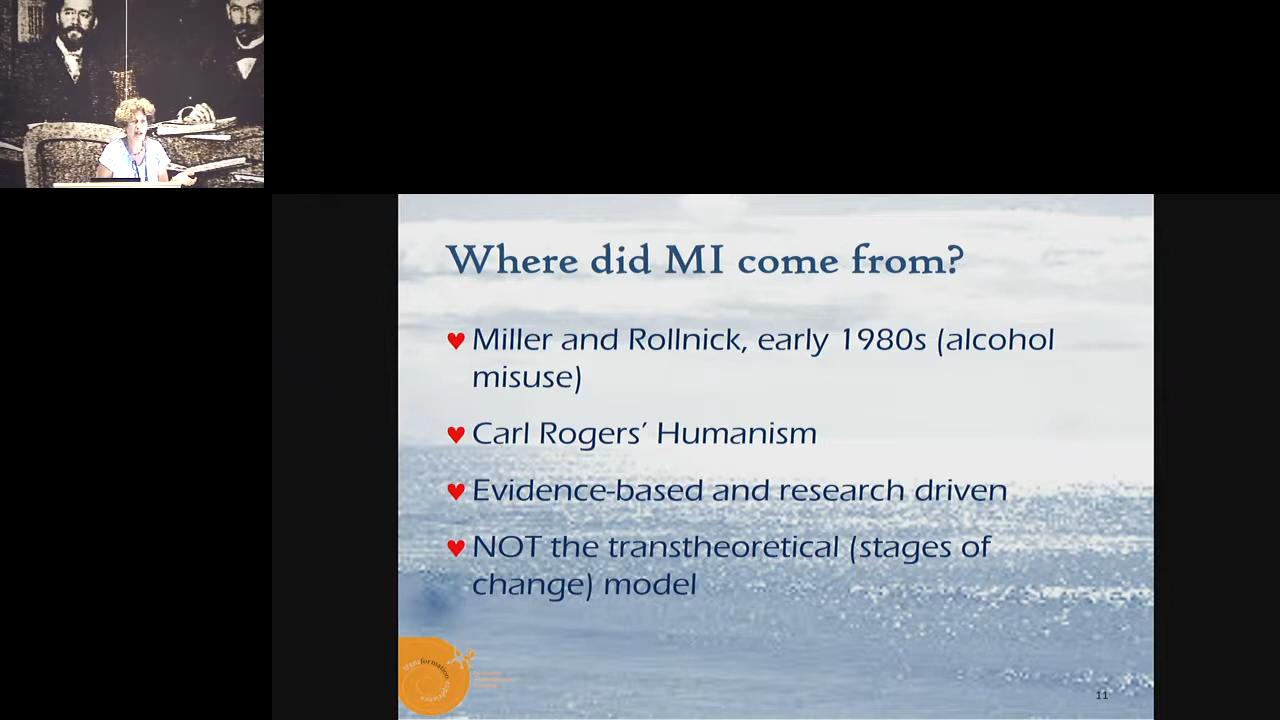 Where did MI come from?
♥ Miller and Rollnick, early 1980s (alcohol
misuse)
♥ Carl Rogers’ Humanism
♥ Evidence-based and research driven
♥ NOT the transtheoretical (stages of
change) model
transformation
11